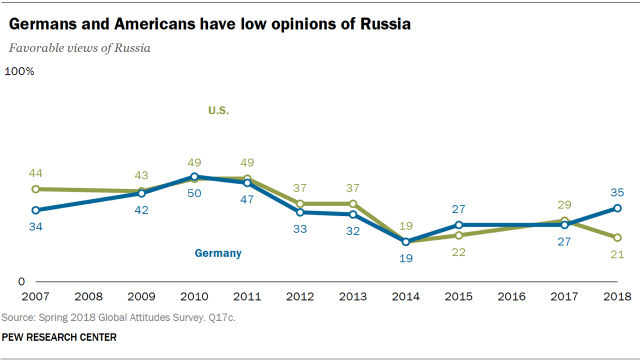 Germans and Americans have low opinions of Russia
Favorable views of Russia
100%
U.S.
44 43 49 49 37 37 19 22 29 21
34 42 50 47 33 32 19 27 27 35
Germany
0
2007 2008 2009 2010 2011 2012 2013 2014 2015 2016 2017 2018
Source: Spring 2018 Global Attitudes Survey. Q17c.
PEW RESEARCH CENTER